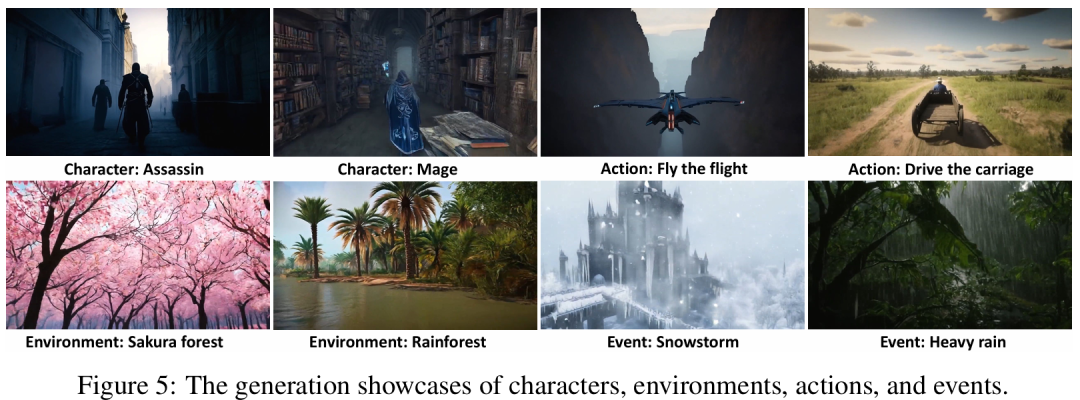 Character: Assassin
Character: Mage
Action: Fly the flight
Action: Drive the carriage
Environment: Sakura forest
Environment: Rainforest
Event: Snowstorm
Event: Heavy rain
Figure 5: The generation showcases of characters, environments, actions, and events.